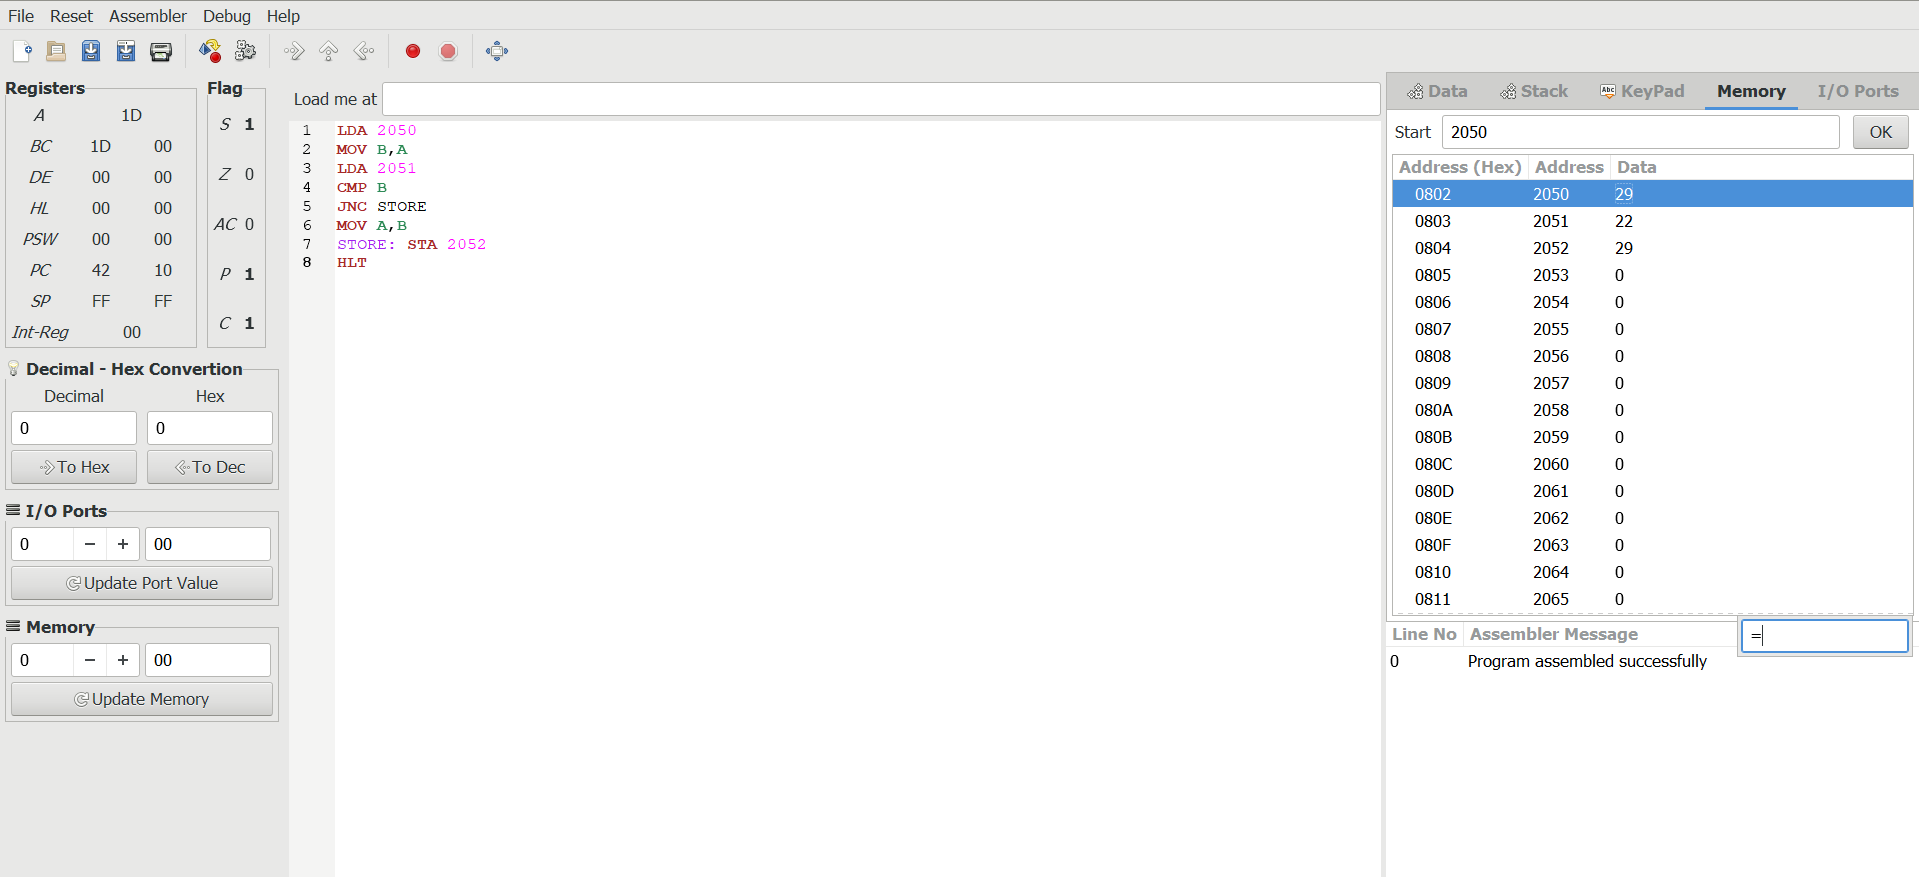 File Reset Assembler Debug Help
Registers
A 1D
BC 1D 00
DE 00 00
HL 00 00
PSW 00 00
PC 42 10
SP FF FF
Int-Reg 00
Flag
S 1
Z 0
AC 0
P 1
C 1
Decimal - Hex Convertion
Decimal Hex
0 0
To Hex To Dec
I/O Ports
0 − + 00
Update Port Value
Memory
0 − + 00
Update Memory
Load me at
1 LDA 2050
2 MOV B,A
3 LDA 2051
4 CMP B
5 JNC STORE
6 MOV A,B
7 STORE: STA 2052
8 HLT
Data Stack Abc KeyPad Memory I/O Ports
Start 2050 OK
Address (Hex) Address Data
0802 2050 29
0803 2051 22
0804 2052 29
0805 2053 0
0806 2054 0
0807 2055 0
0808 2056 0
0809 2057 0
080A 2058 0
080B 2059 0
080C 2060 0
080D 2061 0
080E 2062 0
080F 2063 0
0810 2064 0
0811 2065 0
=
Line No Assembler Message
0 Program assembled successfully